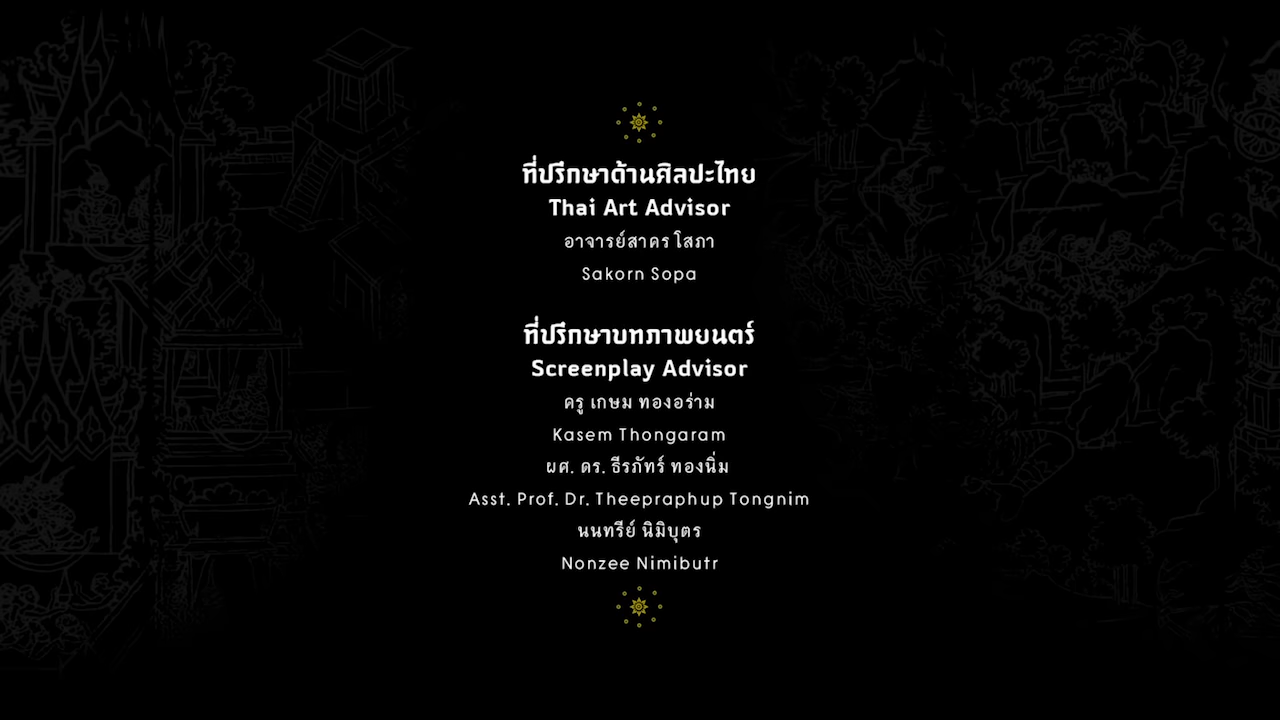 ที่ปรึกษาด้านศิลปะไทย
Thai Art Advisor
อาจารย์สาคร โสภา
Sakorn Sopa
ที่ปรึกษาบทภาพยนตร์
Screenplay Advisor
ครู เกษม ทองอร่าม
Kasem Thongaram
ผศ. ดร. ธีรภัทร์ ทองนิ่ม
Asst. Prof. Dr. Theepraphup Tongnim
นนทรีย์ นิมิบุตร
Nonzee Nimibutr